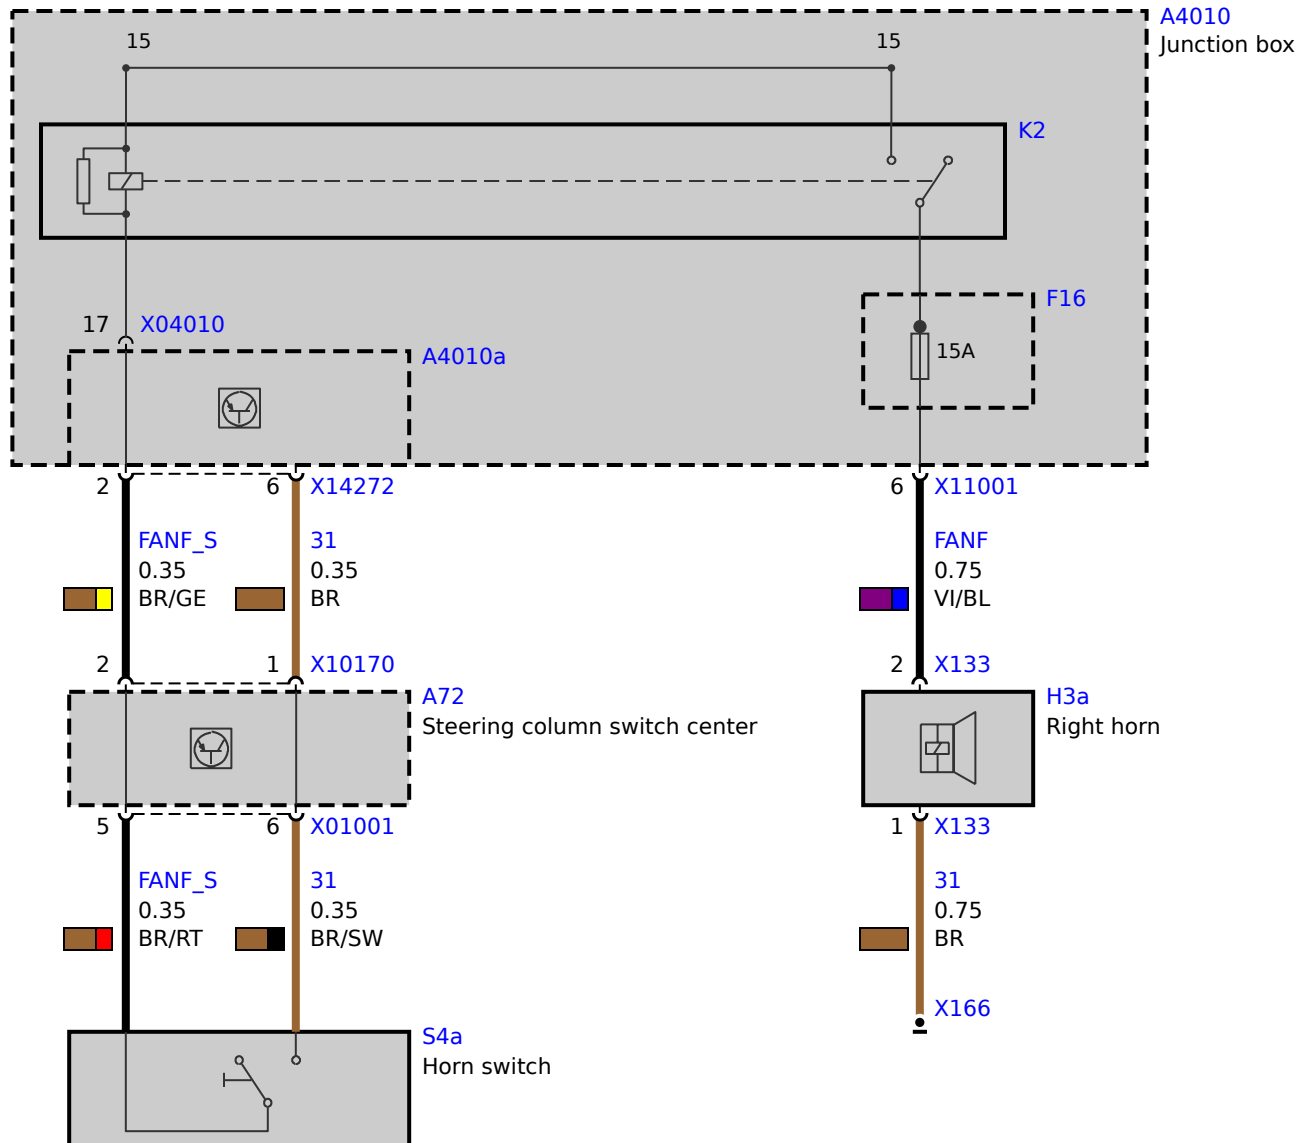 A4010
Junction box
15
15
K2
17
X04010
A4010a
F16
15A
2
6
X14272
6
X11001
FANF_S
0.35
BR/GE
31
0.35
BR
FANF
0.75
VI/BL
2
1
X10170
2
X133
A72
Steering column switch center
H3a
Right horn
5
6
X01001
1
X133
FANF_S
0.35
BR/RT
31
0.35
BR/SW
31
0.75
BR
X166
S4a
Horn switch